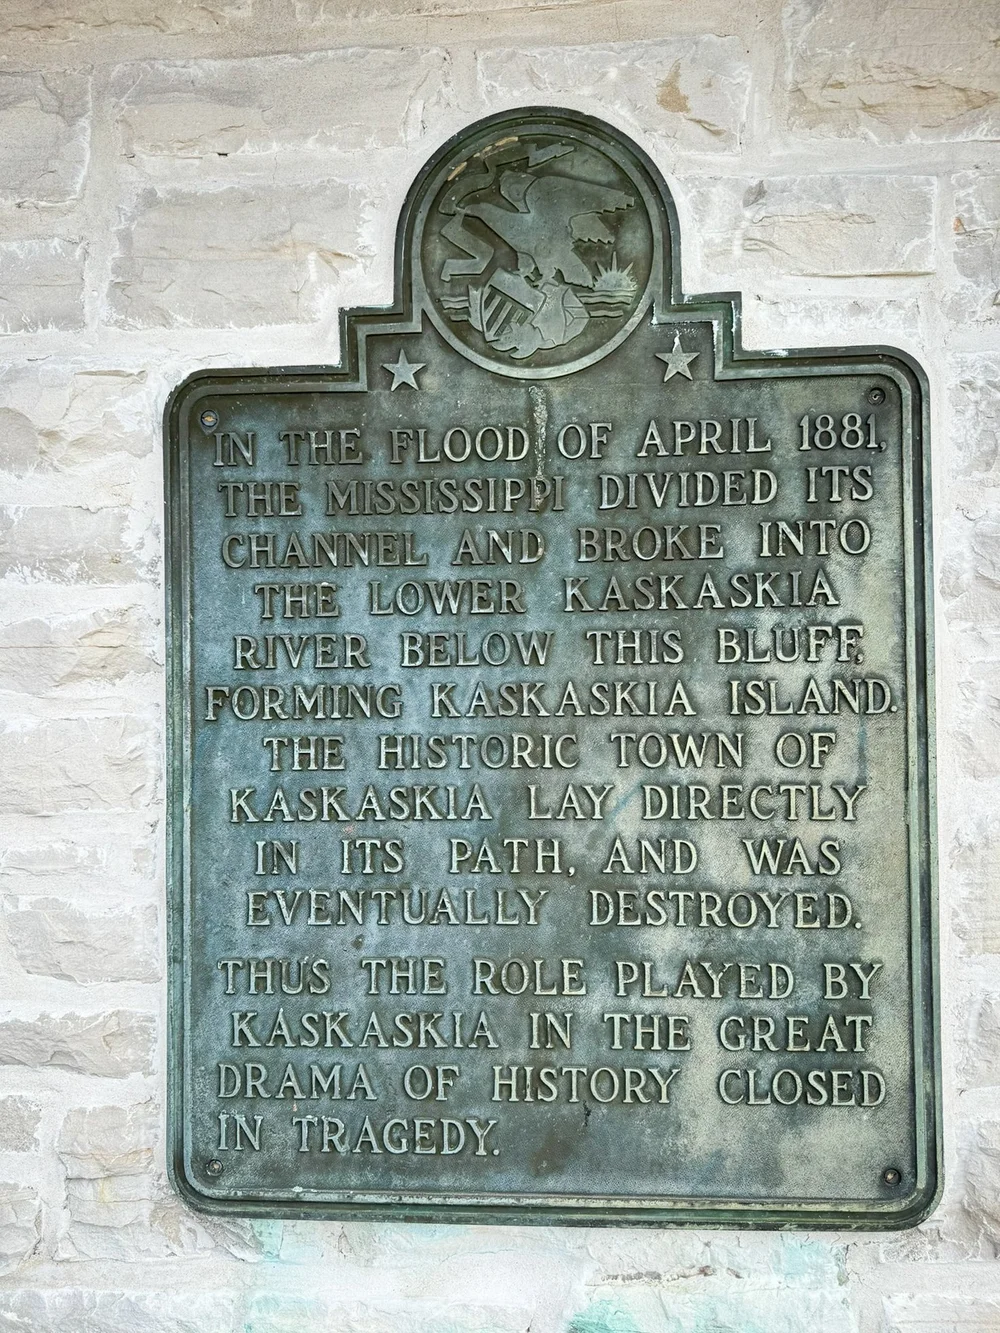 IN THE FLOOD OF APRIL 1881,
THE MISSISSIPPI DIVIDED ITS
CHANNEL AND BROKE INTO
THE LOWER KASKASKIA
RIVER BELOW THIS BLUFF,
FORMING KASKASKIA ISLAND.
THE HISTORIC TOWN OF
KASKASKIA LAY DIRECTLY
IN ITS PATH, AND WAS
EVENTUALLY DESTROYED.
THUS THE ROLE PLAYED BY
KASKASKIA IN THE GREAT
DRAMA OF HISTORY CLOSED
IN TRAGEDY.